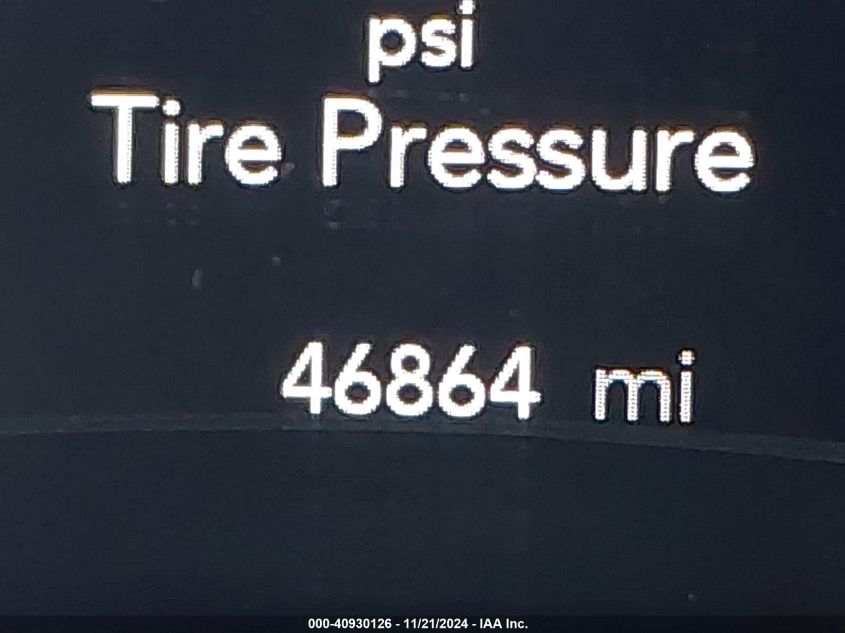 psi
Tire Pressure
46864 mi
000-40930126 - 11/21/2024 - IAA Inc.